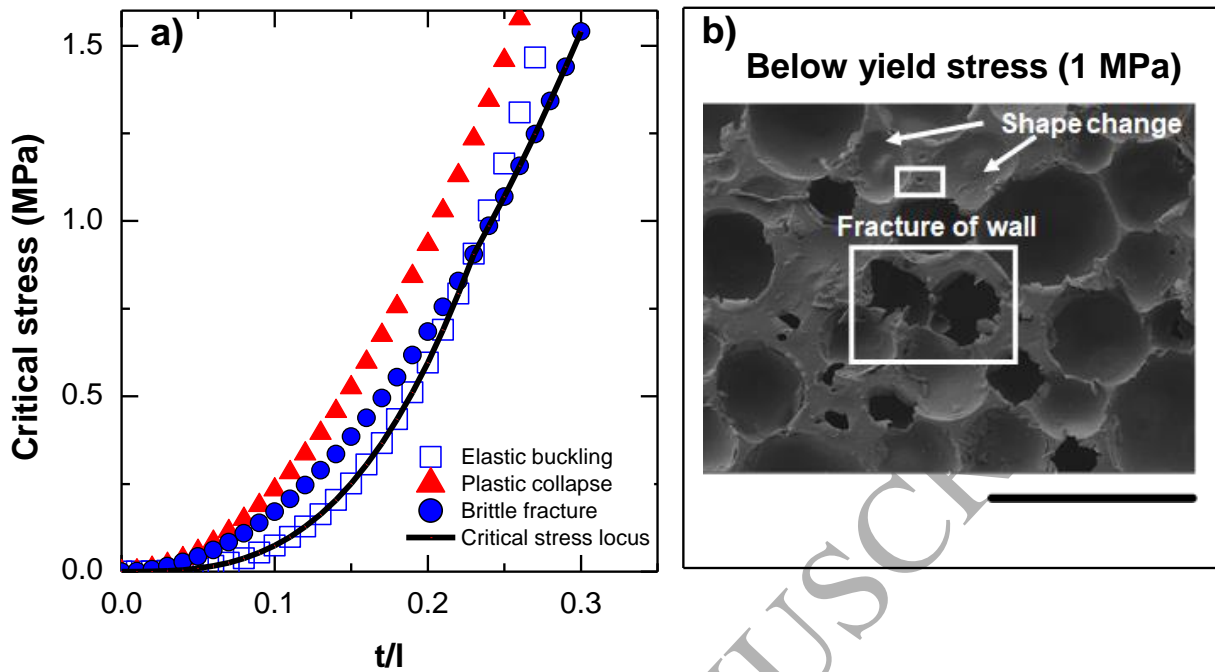 a)
Critical stress (MPa)
1.5
1.0
0.5
0.0
0.0
0.1
0.2
0.3
t/l
Elastic buckling
Plastic collapse
Brittle fracture
Critical stress locus
b)
Below yield stress (1 MPa)
Shape change
Fracture of wall
USCR